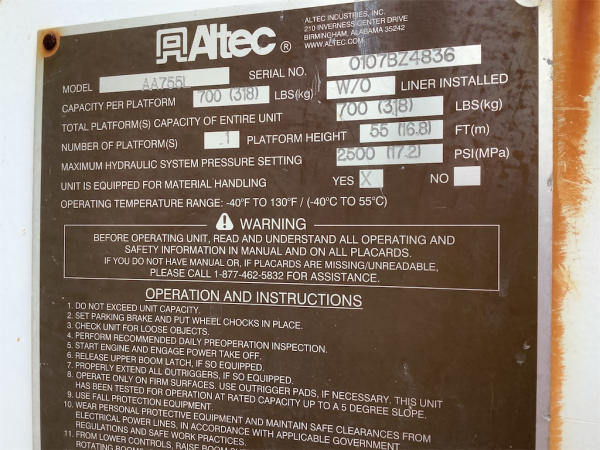 Altec ®
ALTEC INDUSTRIES, INC.
210 INVERNESS CENTER DRIVE
BIRMINGHAM, ALABAMA 35242
WWW.ALTEC.COM
MODEL AA755L SERIAL NO. 0107BZ4836
CAPACITY PER PLATFORM 700 (318) LBS(kg) W/O LINER INSTALLED
TOTAL PLATFORM(S) CAPACITY OF ENTIRE UNIT 700 (318) LBS(kg)
NUMBER OF PLATFORM(S) 1 PLATFORM HEIGHT 55 (16.8) FT(m)
MAXIMUM HYDRAULIC SYSTEM PRESSURE SETTING 2500 (17.2) PSI(MPa)
UNIT IS EQUIPPED FOR MATERIAL HANDLING YES X NO
OPERATING TEMPERATURE RANGE: -40°F TO 130°F / (-40°C TO 55°C)
WARNING
BEFORE OPERATING UNIT, READ AND UNDERSTAND ALL OPERATING AND
SAFETY INFORMATION IN MANUAL AND ON ALL PLACARDS.
IF YOU DO NOT HAVE MANUAL OR, IF PLACARDS ARE MISSING/UNREADABLE,
PLEASE CALL 1-877-462-5832 FOR ASSISTANCE.
OPERATION AND INSTRUCTIONS
1. DO NOT EXCEED UNIT CAPACITY.
2. SET PARKING BRAKE AND PUT WHEEL CHOCKS IN PLACE.
3. CHECK UNIT FOR LOOSE OBJECTS.
4. PERFORM RECOMMENDED DAILY PREOPERATION INSPECTION.
5. START ENGINE AND ENGAGE POWER TAKE OFF.
6. RELEASE UPPER BOOM LATCH, IF SO EQUIPPED.
7. PROPERLY EXTEND ALL OUTRIGGERS, IF SO EQUIPPED.
8. OPERATE ONLY ON FIRM SURFACES. USE OUTRIGGER PADS, IF NECESSARY. THIS UNIT
HAS BEEN TESTED FOR OPERATION AT RATED CAPACITY UP TO A 5 DEGREE SLOPE.
9. USE FALL PROTECTION EQUIPMENT.
10. WEAR PERSONAL PROTECTIVE EQUIPMENT AND MAINTAIN SAFE CLEARANCES FROM
ELECTRICAL POWER LINES, IN ACCORDANCE WITH APPLICABLE GOVERNMENT
REGULATIONS AND SAFE WORK PRACTICES.
11. FROM LOWER CONTROLS, RAISE BOOM
ROTATING